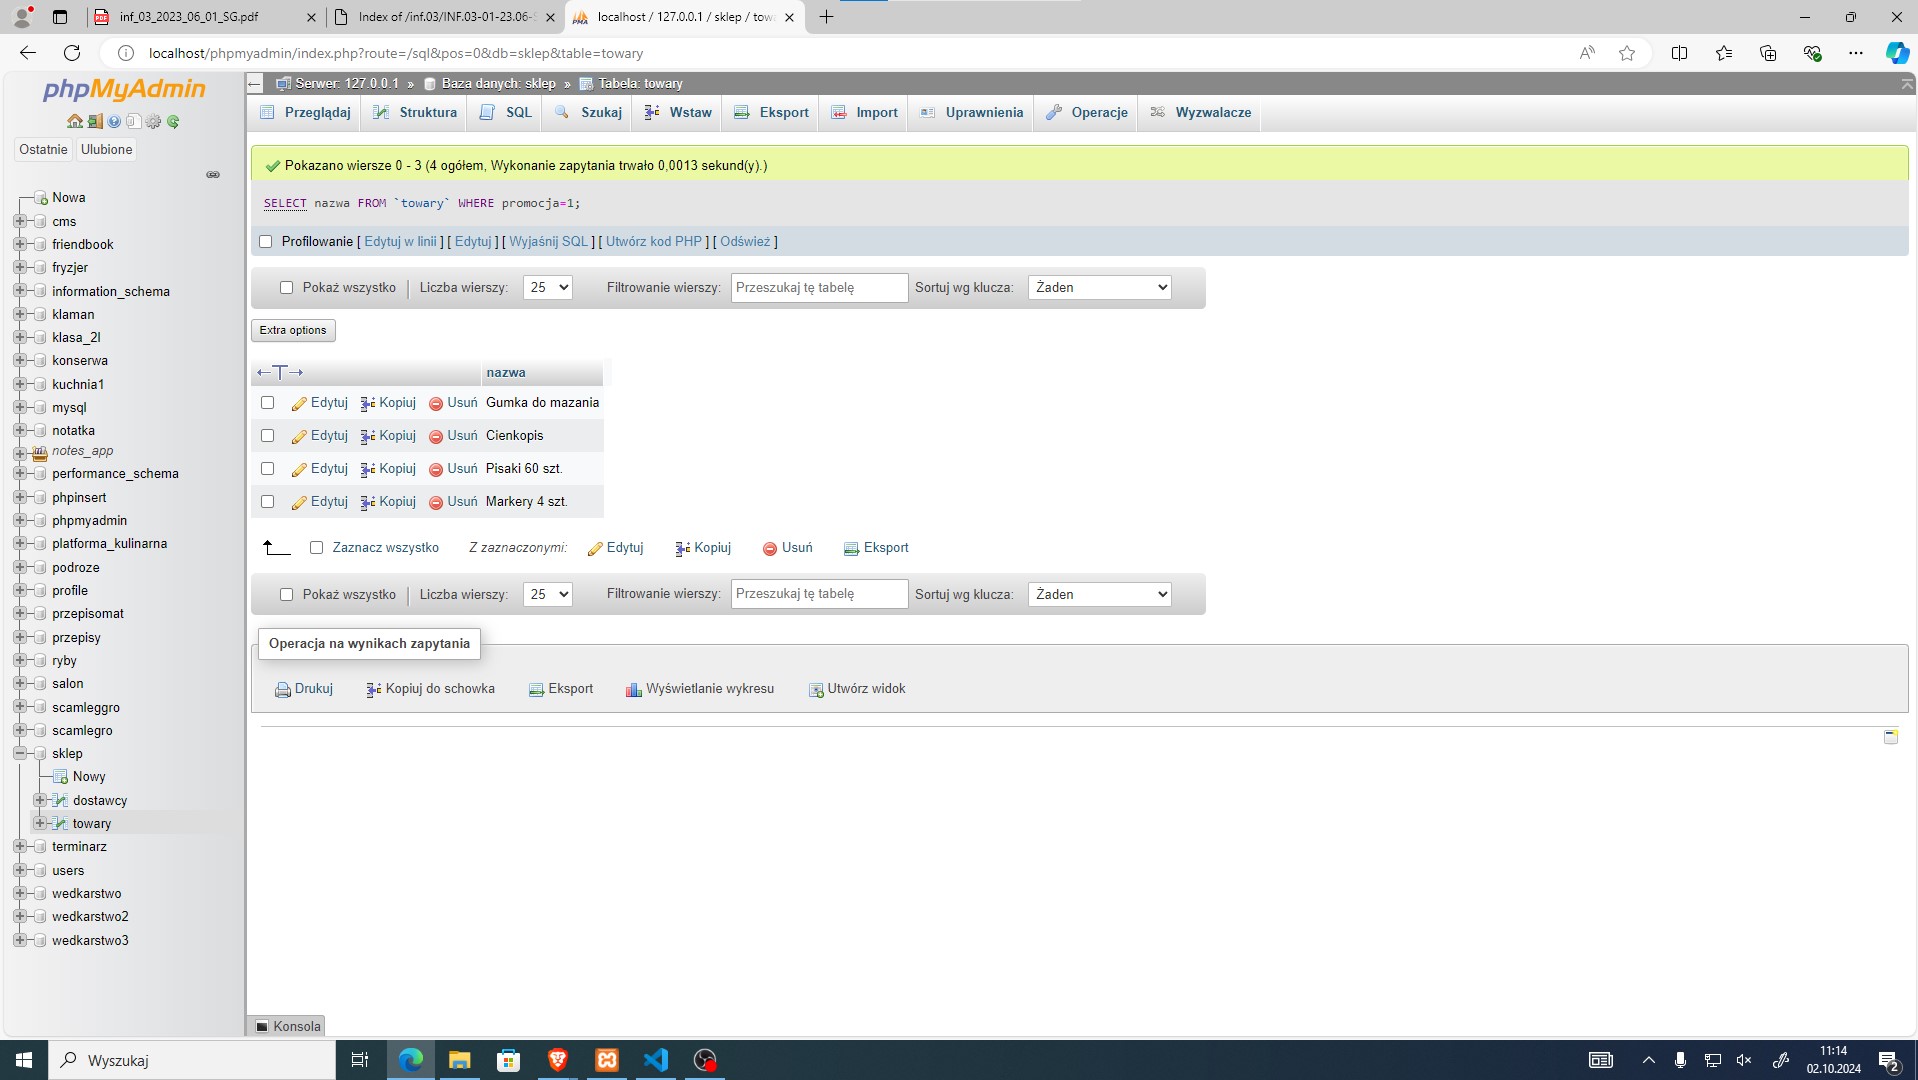 inf_03_2023_06_01_SG.pdf
Index of /inf.03/INF.03-01-23.06-S
localhost / 127.0.0.1 / sklep / towa
localhost/phpmyadmin/index.php?route=/sql&pos=0&db=sklep&table=towary
phpMyAdmin
Ostatnie Ulubione
Nowa
cms
friendbook
fryzjer
information_schema
klaman
klasa_2l
konserwa
kuchnia1
mysql
notatka
notes_app
performance_schema
phpinsert
phpmyadmin
platforma_kulinarna
podroze
profile
przepisomat
przepisy
ryby
salon
scamleggro
scamlegro
sklep
Nowy
dostawcy
towary
terminarz
users
wedkarstwo
wedkarstwo2
wedkarstwo3
Serwer: 127.0.0.1 » Baza danych: sklep » Tabela: towary
Przeglądaj Struktura SQL Szukaj Wstaw Eksport Import Uprawnienia Operacje Wyzwalacze
Pokazano wiersze 0 - 3 (4 ogółem, Wykonanie zapytania trwało 0,0013 sekund(y).)
SELECT nazwa FROM `towary` WHERE promocja=1;
Profilowanie [ Edytuj w linii ] [ Edytuj ] [ Wyjaśnij SQL ] [ Utwórz kod PHP ] [ Odśwież ]
Pokaż wszystko Liczba wierszy: 25 Filtrowanie wierszy: Przeszukaj tę tabelę Sortuj wg klucza: Żaden
Extra options
←T→ nazwa
Edytuj Kopiuj Usuń Gumka do mazania
Edytuj Kopiuj Usuń Cienkopis
Edytuj Kopiuj Usuń Pisaki 60 szt.
Edytuj Kopiuj Usuń Markery 4 szt.
Zaznacz wszystko Z zaznaczonymi: Edytuj Kopiuj Usuń Eksport
Pokaż wszystko Liczba wierszy: 25 Filtrowanie wierszy: Przeszukaj tę tabelę Sortuj wg klucza: Żaden
Operacja na wynikach zapytania
Drukuj Kopiuj do schowka Eksport Wyświetlanie wykresu Utwórz widok
Konsola
Wyszukaj
11:14
02.10.2024
2